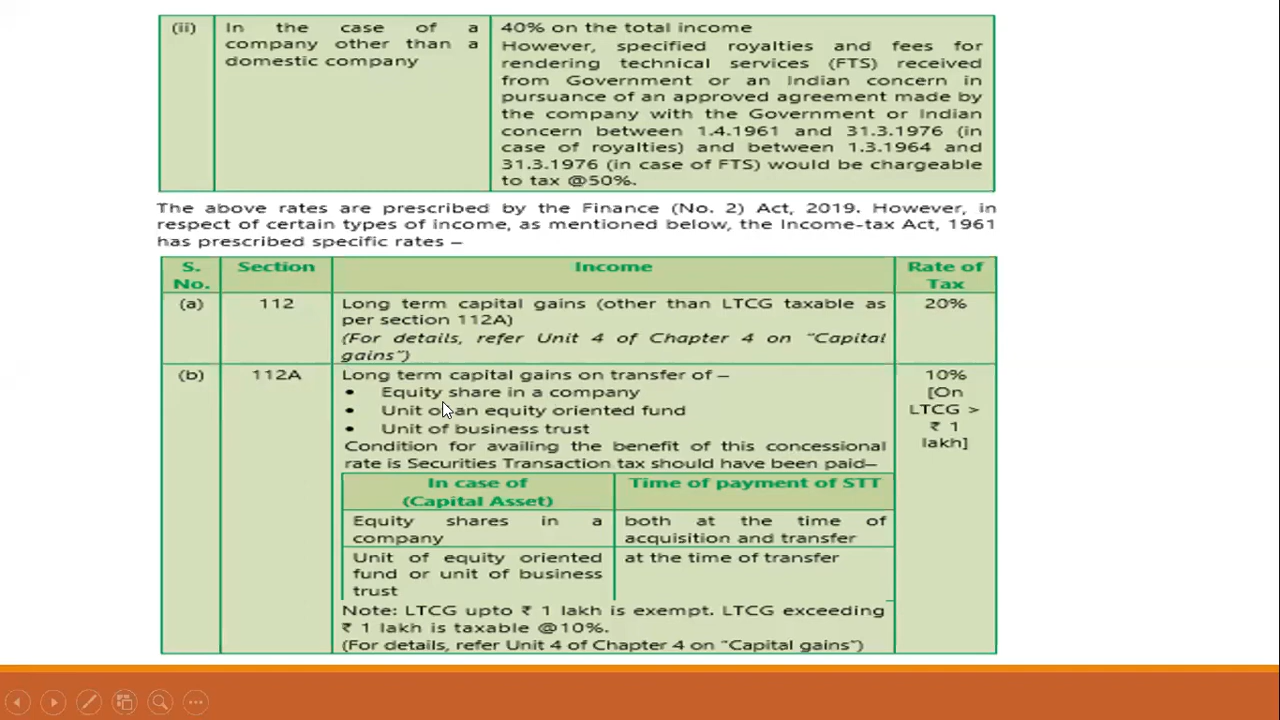 (ii) In the case of a company other than a domestic company
40% on the total income
However, specified royalties and fees for
rendering technical services (FTS) received
from Government or an Indian concern in
pursuance of an approved agreement made by
the company with the Government or Indian
concern between 1.4.1961 and 31.3.1976 (in
case of royalties) and between 1.3.1964 and
31.3.1976 (in case of FTS) would be chargeable
to tax @50%.
The above rates are prescribed by the Finance (No. 2) Act, 2019. However, in
respect of certain types of income, as mentioned below, the Income-tax Act, 1961
has prescribed specific rates –
S. No.
Section
Income
Rate of Tax
(a)
112
Long term capital gains (other than LTCG taxable as
per section 112A)
(For details, refer Unit 4 of Chapter 4 on "Capital
gains")
20%
(b)
112A
Long term capital gains on transfer of –
• Equity share in a company
• Unit of an equity oriented fund
• Unit of business trust
Condition for availing the benefit of this concessional
rate is Securities Transaction tax should have been paid–
In case of
(Capital Asset)
Time of payment of STT
Equity shares in a
company
both at the time of
acquisition and transfer
Unit of equity oriented
fund or unit of business
trust
at the time of transfer
Note: LTCG upto ₹ 1 lakh is exempt. LTCG exceeding
₹ 1 lakh is taxable @10%.
(For details, refer Unit 4 of Chapter 4 on "Capital gains")
10%
[On
LTCG >
₹ 1
lakh]